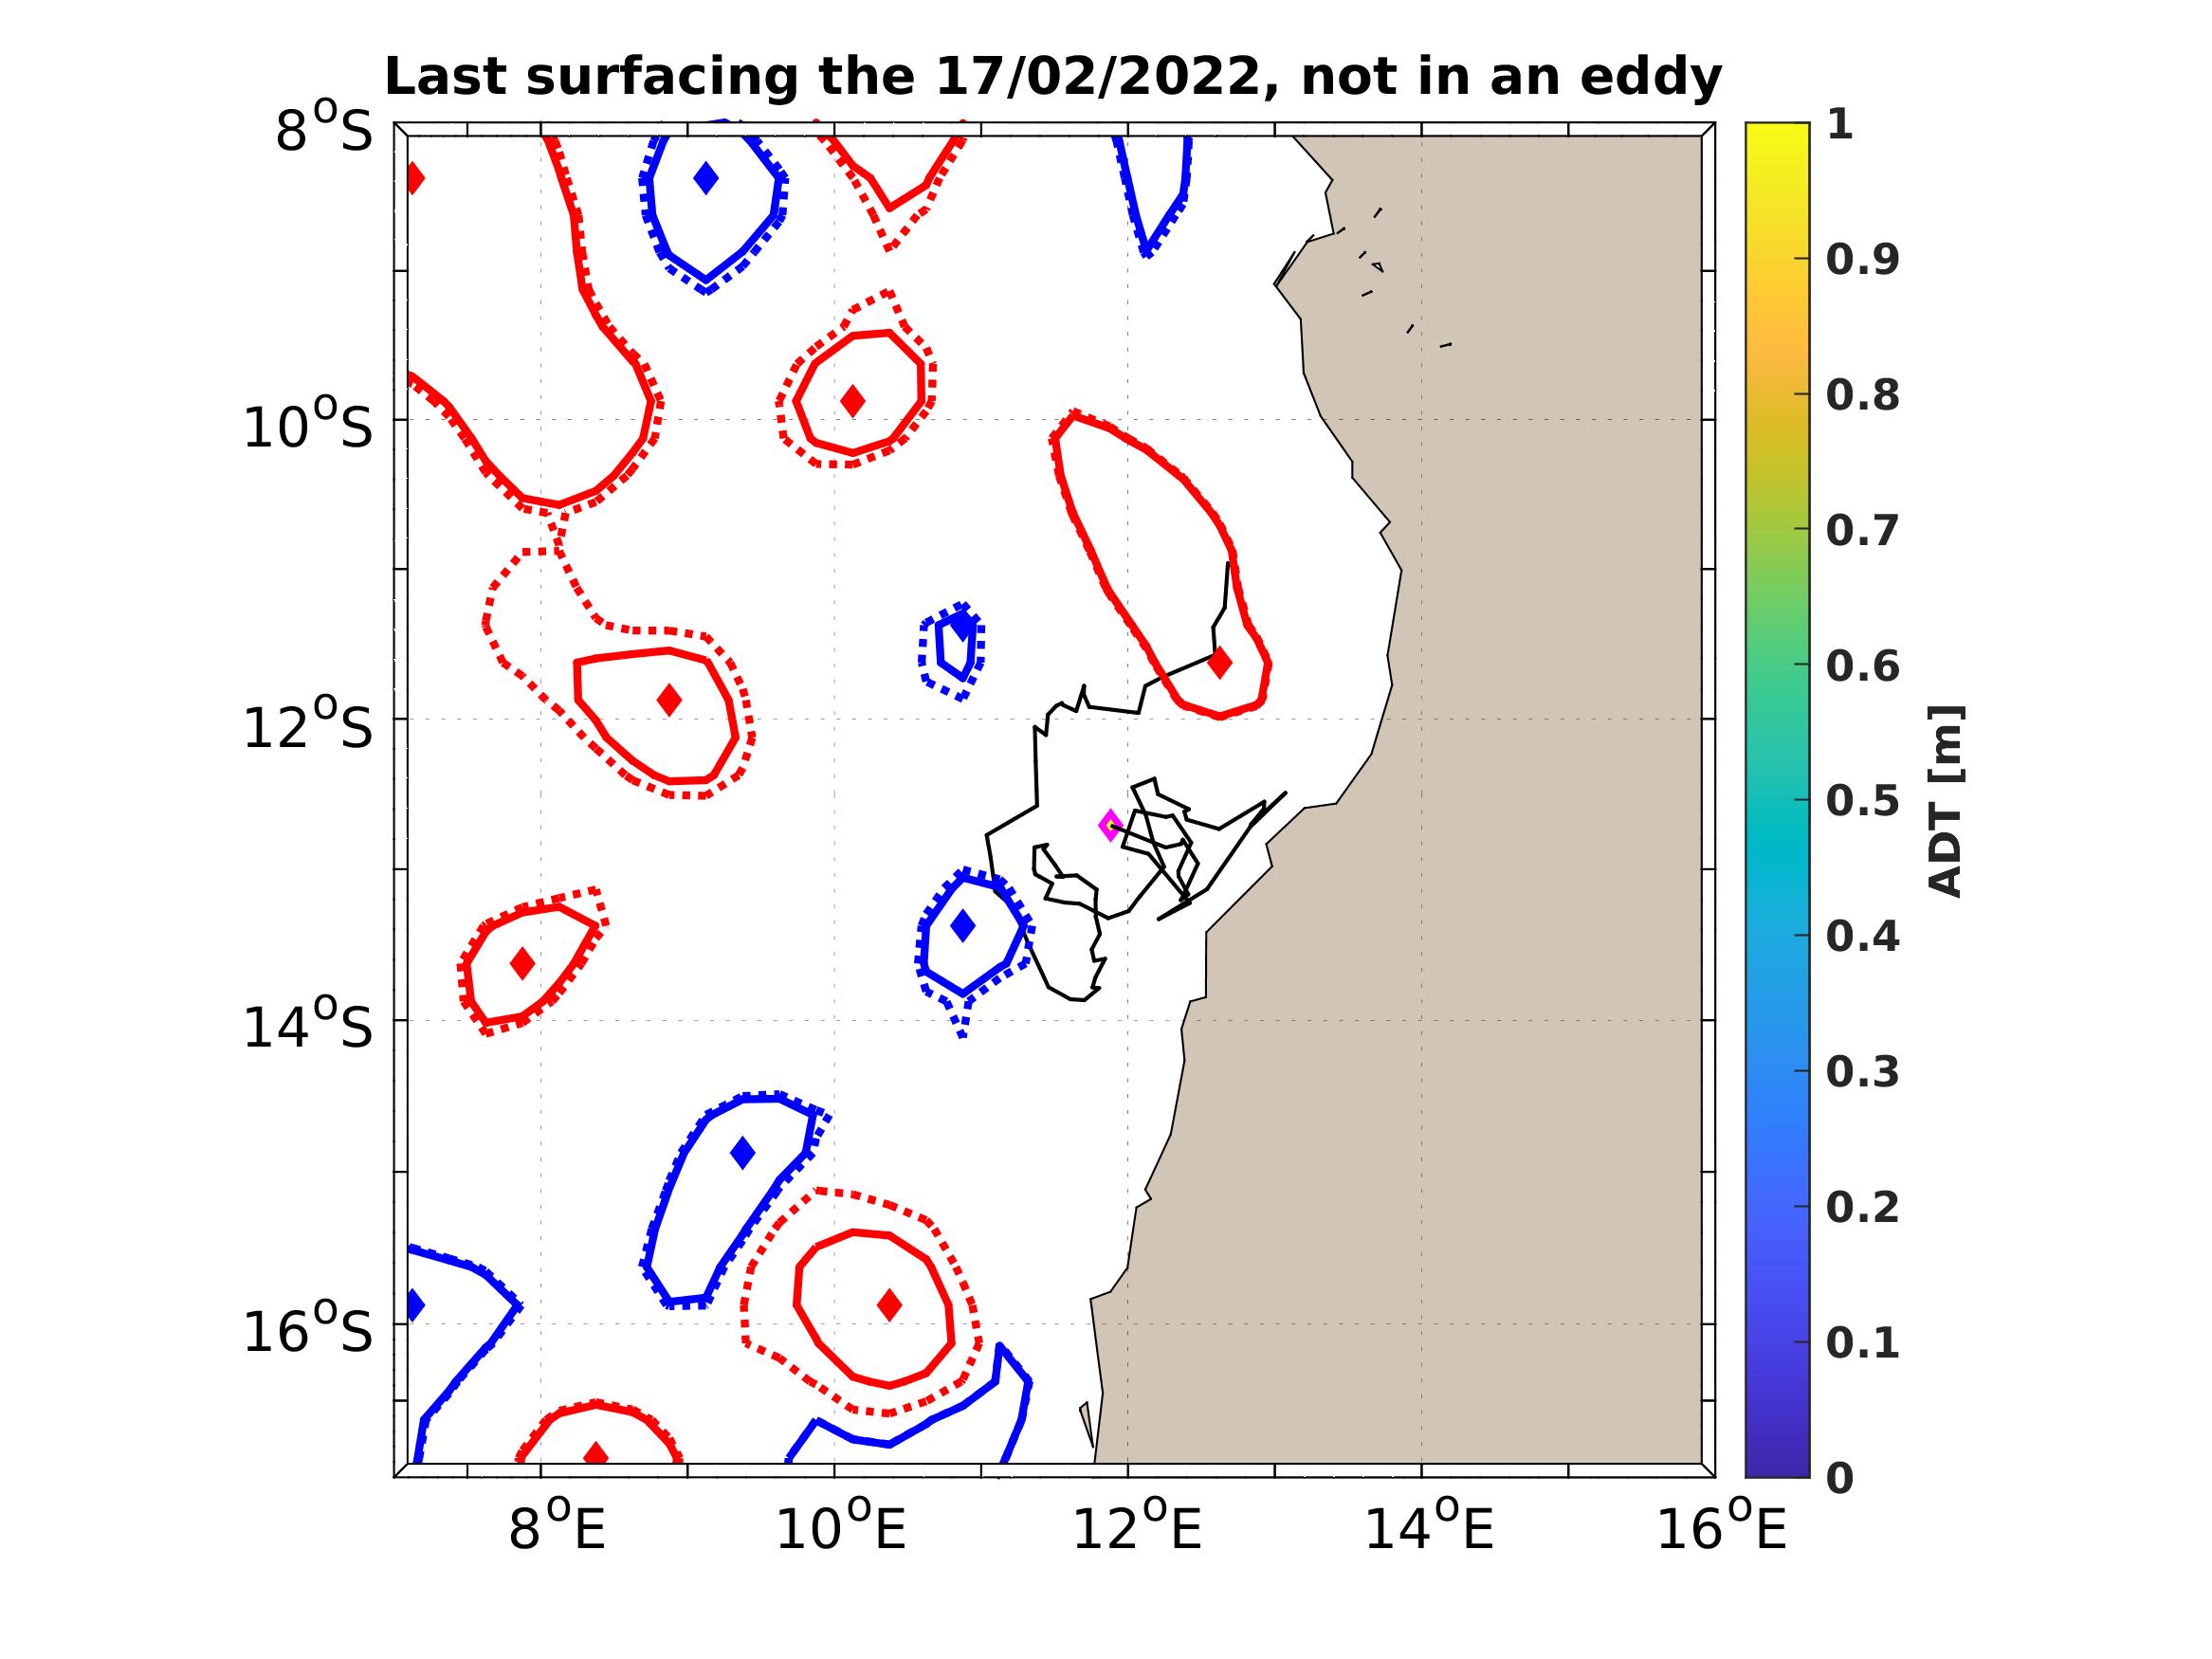 Last surfacing the 17/02/2022, not in an eddy
8°S
10°S
12°S
14°S
16°S
8°E
10°E
12°E
14°E
16°E
1
0.9
0.8
0.7
0.6
0.5
0.4
0.3
0.2
0.1
0
ADT [m]